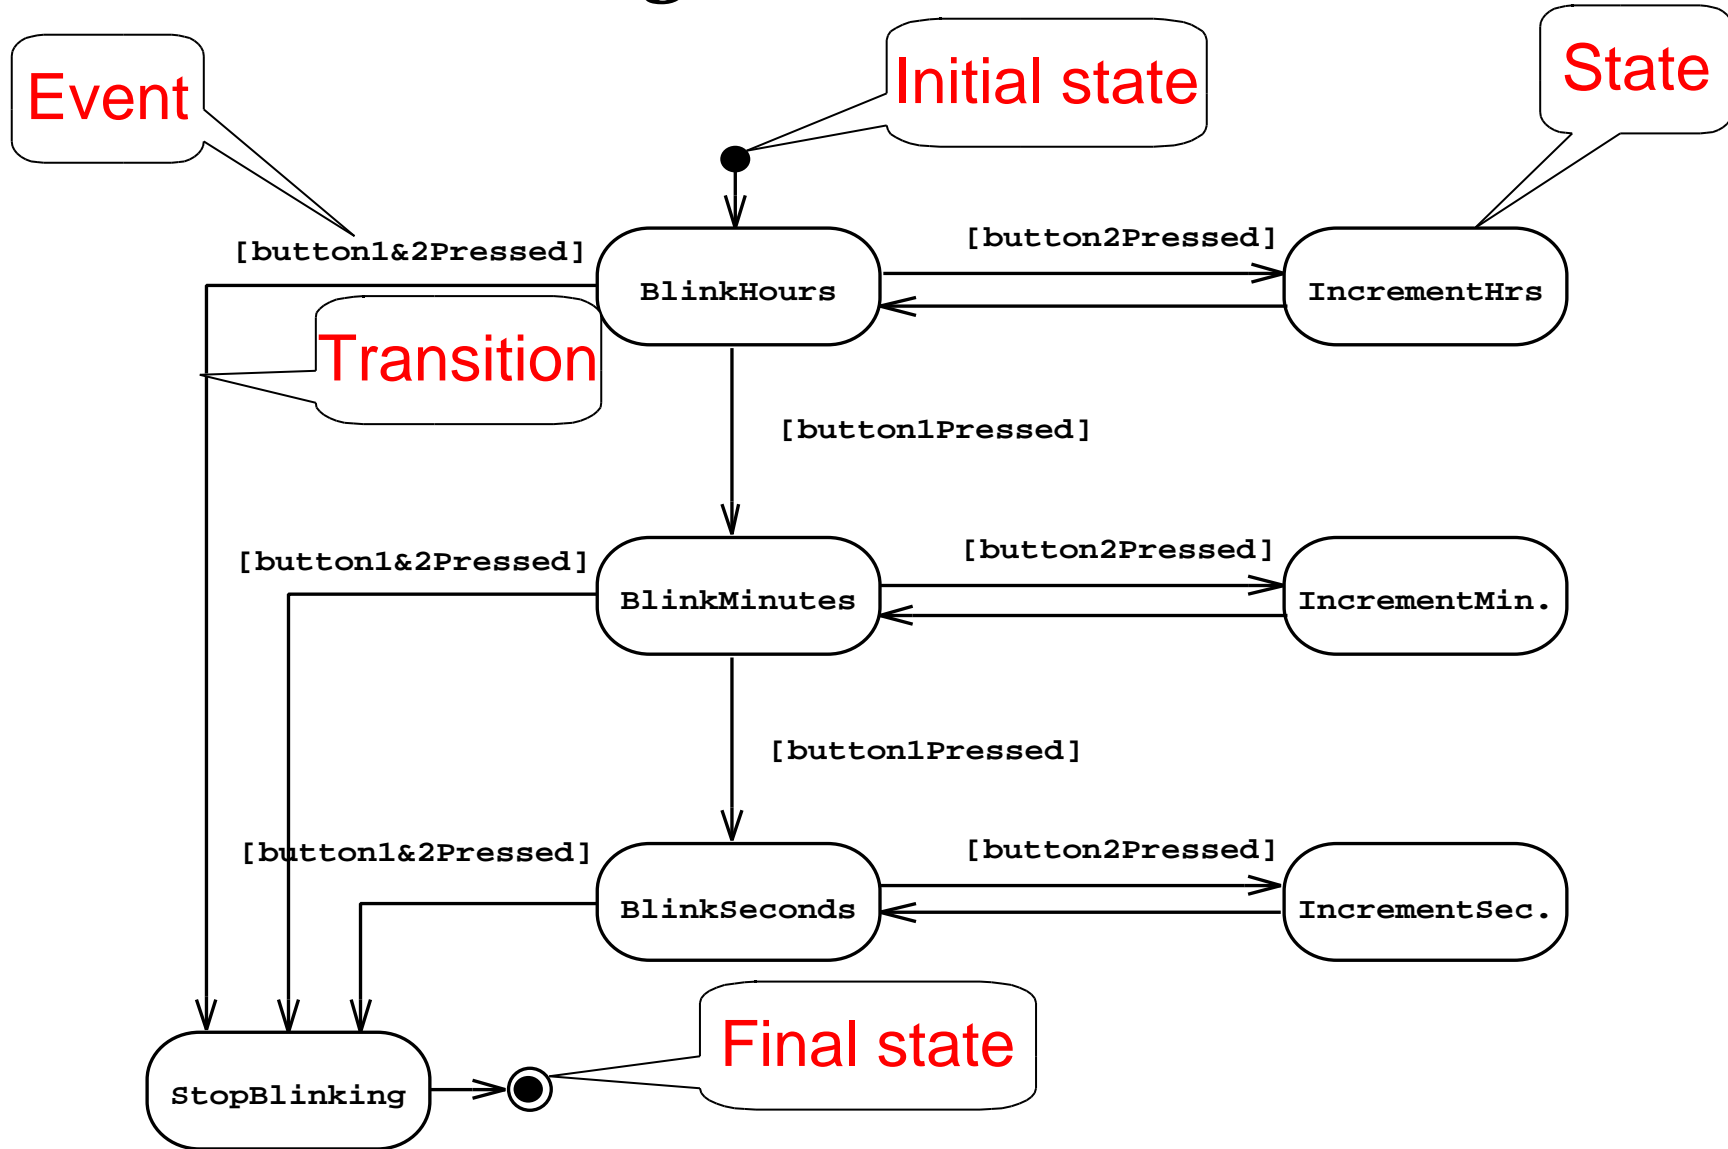 Event
Initial state
State
[button1&2Pressed]
[button2Pressed]
BlinkHours
IncrementHrs
Transition
[button1Pressed]
[button1&2Pressed]
[button2Pressed]
BlinkMinutes
IncrementMin.
[button1Pressed]
[button1&2Pressed]
[button2Pressed]
BlinkSeconds
IncrementSec.
Final state
StopBlinking